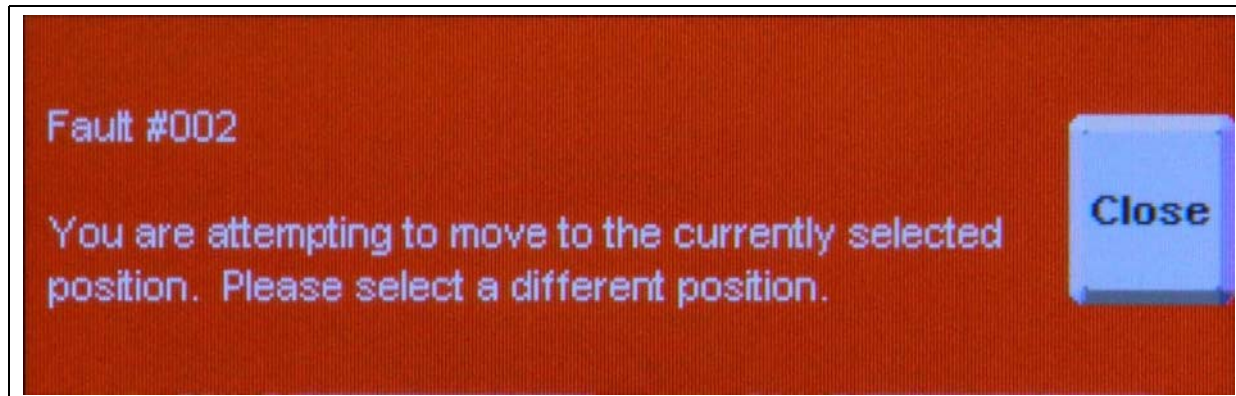 Fault #002
You are attempting to move to the currently selected
position. Please select a different position.
Close